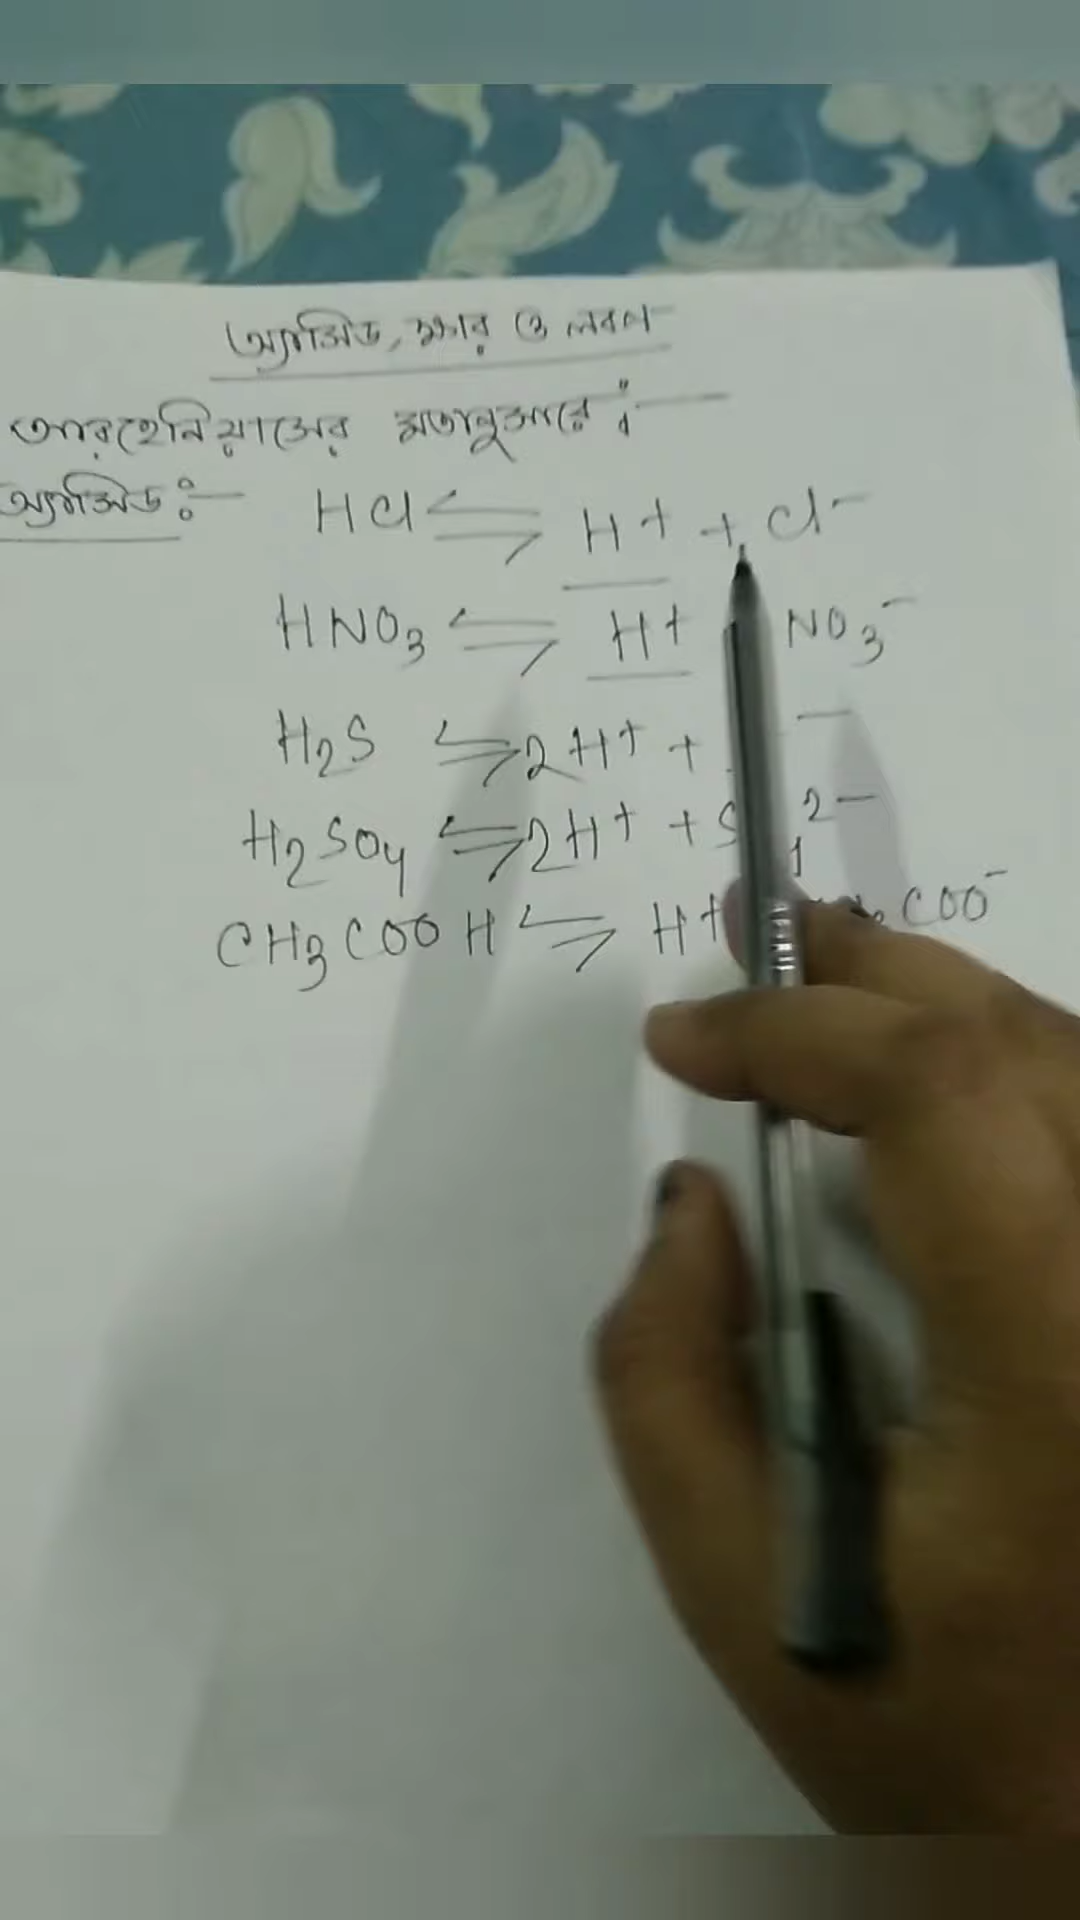 অ্যাসিড, ক্ষার ও লবণ
আরহেনিয়াসের মতানুসারে :—
অ্যাসিড :— HCl ⇌ H+ + Cl-
HNO3 ⇌ H+ NO3-
H2S ⇌ 2H+ + -
H2SO4 ⇌ 2H+ + S 2-
CH3COOH ⇌ H+ COO-